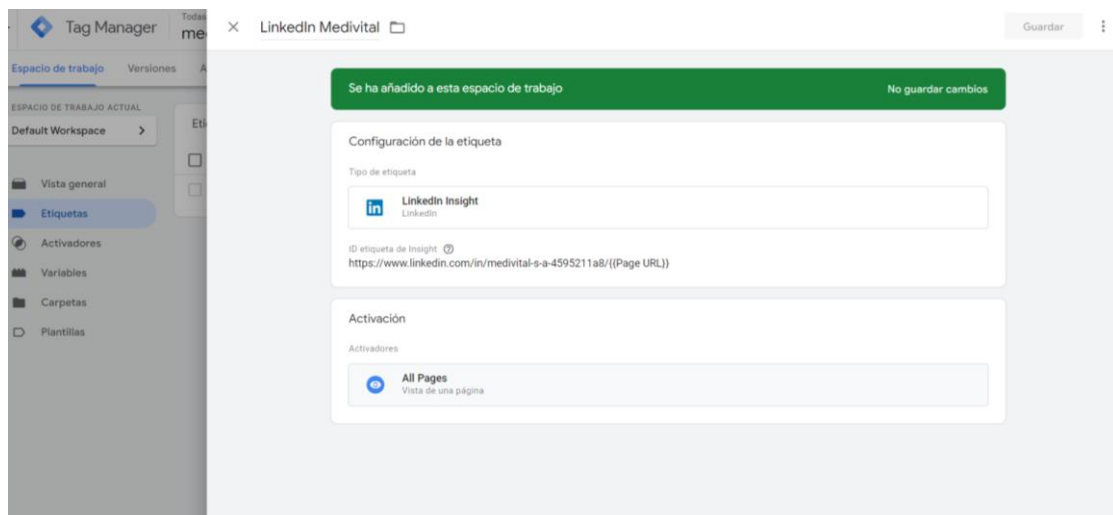 Tag Manager
Todas
me
LinkedIn Medivital
Guardar
Espacio de trabajo Versiones A
ESPACIO DE TRABAJO ACTUAL
Default Workspace
Eti
Vista general
Etiquetas
Activadores
Variables
Carpetas
Plantillas
Se ha añadido a esta espacio de trabajo No guardar cambios
Configuración de la etiqueta
Tipo de etiqueta
in
LinkedIn Insight
LinkedIn
ID etiqueta de Insight
https://www.linkedin.com/in/medivital-s-a-4595211a8/{{Page URL}}
Activación
Activadores
All Pages
Vista de una página